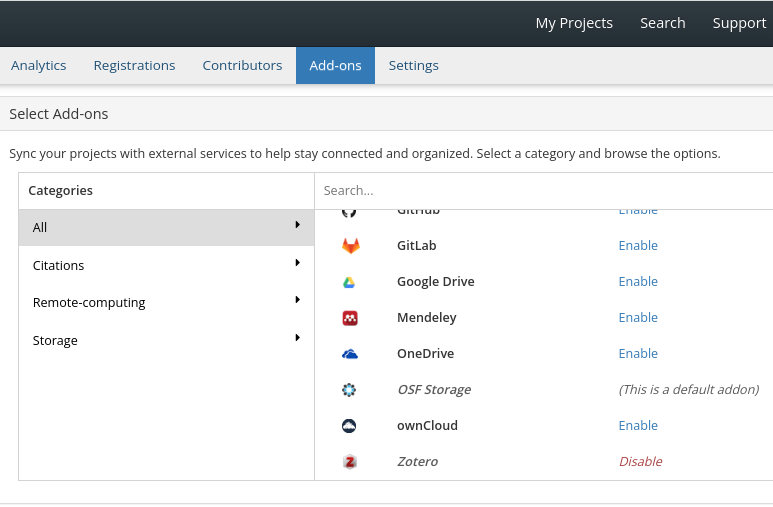 My Projects Search Support
Analytics Registrations Contributors Add-ons Settings
Select Add-ons
Sync your projects with external services to help stay connected and organized. Select a category and browse the options.
Categories
Search...
All
Citations
Remote-computing
Storage
GitHub Enable
GitLab Enable
Google Drive Enable
Mendeley Enable
OneDrive Enable
OSF Storage (This is a default addon)
ownCloud Enable
Zotero Disable